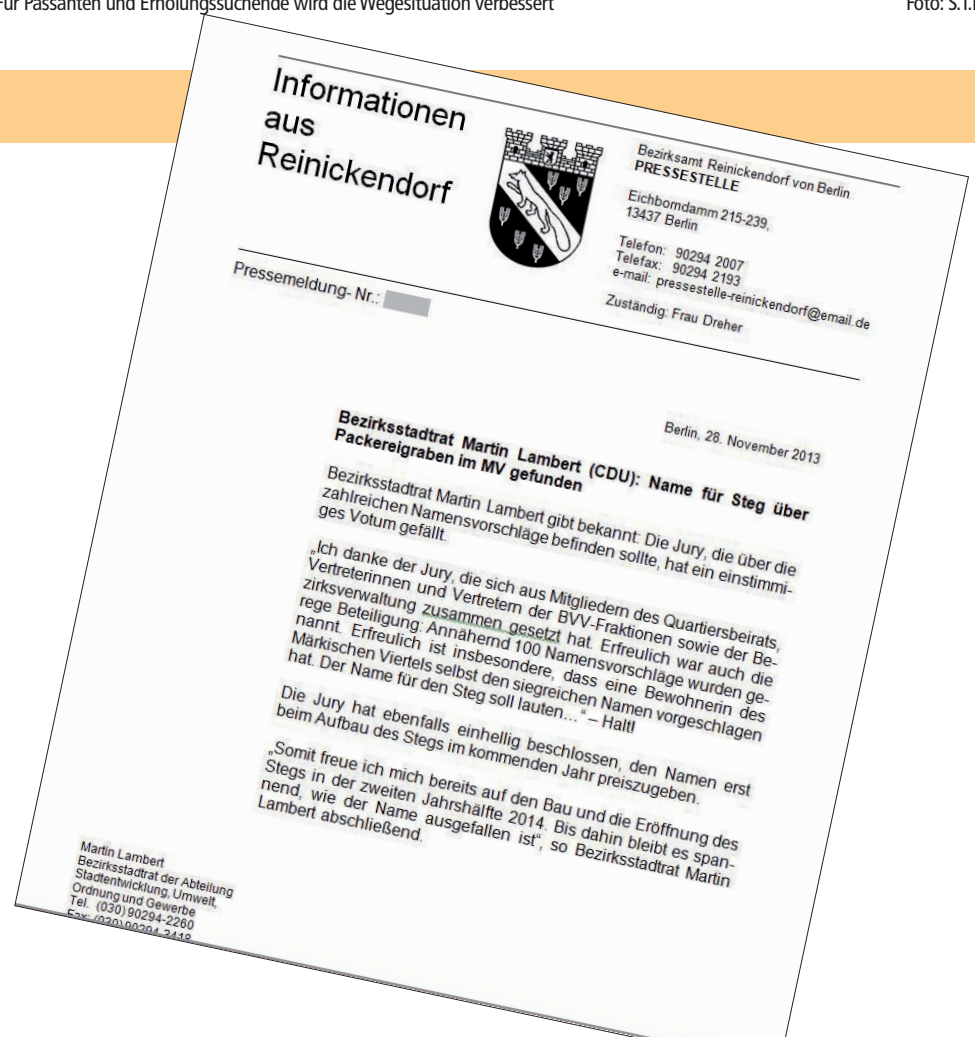 Für Passanten und Erholungssuchende wird die Wegesituation verbessert
Foto: S.T.
Informationen
aus
Reinickendorf
Bezirksamt Reinickendorf von Berlin
PRESSESTELLE
Eichborndamm 215-239,
13437 Berlin
Telefon: 90294 2007
Telefax: 90294 2193
e-mail: pressestelle-reinickendorf@email.de
Zuständig: Frau Dreher
Pressemeldung- Nr.:
Berlin, 28. November 2013
Bezirksstadtrat Martin Lambert (CDU): Name für Steg über
Packereigraben im MV gefunden
Bezirksstadtrat Martin Lambert gibt bekannt: Die Jury, die über die
zahlreichen Namensvorschläge befinden sollte, hat ein einstimmi-
ges Votum gefällt.
„Ich danke der Jury, die sich aus Mitgliedern des Quartiersbeirats,
Vertreterinnen und Vertretern der BVV-Fraktionen sowie der Be-
zirksverwaltung zusammen gesetzt hat. Erfreulich war auch die
rege Beteiligung: Annähernd 100 Namensvorschläge wurden ge-
nannt. Erfreulich ist insbesondere, dass eine Bewohnerin des
Märkischen Viertels selbst den siegreichen Namen vorgeschlagen
hat. Der Name für den Steg soll lauten…“ – Halt!
Die Jury hat ebenfalls einhellig beschlossen, den Namen erst
beim Aufbau des Stegs im kommenden Jahr preiszugeben.
„Somit freue ich mich bereits auf den Bau und die Eröffnung des
Stegs in der zweiten Jahrshälfte 2014. Bis dahin bleibt es span-
nend, wie der Name ausgefallen ist“, so Bezirksstadtrat Martin
Lambert abschließend.
Martin Lambert
Bezirksstadtrat der Abteilung
Stadtentwicklung, Umwelt,
Ordnung und Gewerbe
Tel. (030) 90294-2260
Fax: (030) 90294-3418